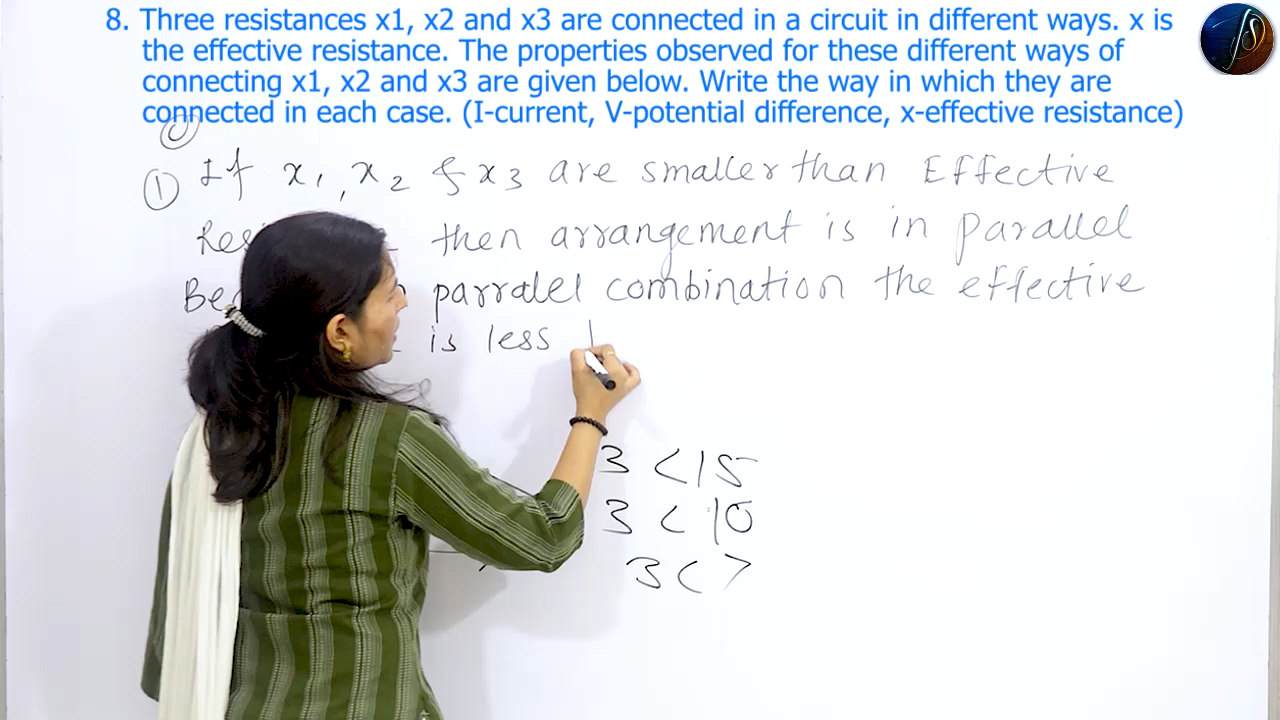 8. Three resistances x1, x2 and x3 are connected in a circuit in different ways. x is
the effective resistance. The properties observed for these different ways of
connecting x1, x2 and x3 are given below. Write the way in which they are
connected in each case. (I-current, V-potential difference, x-effective resistance)
① If x1, x2 & x3 are smaller than Effective
then arrangement is in parallel
parralel combination the effective
is less
3 < 15
3 < 10
3 < 7